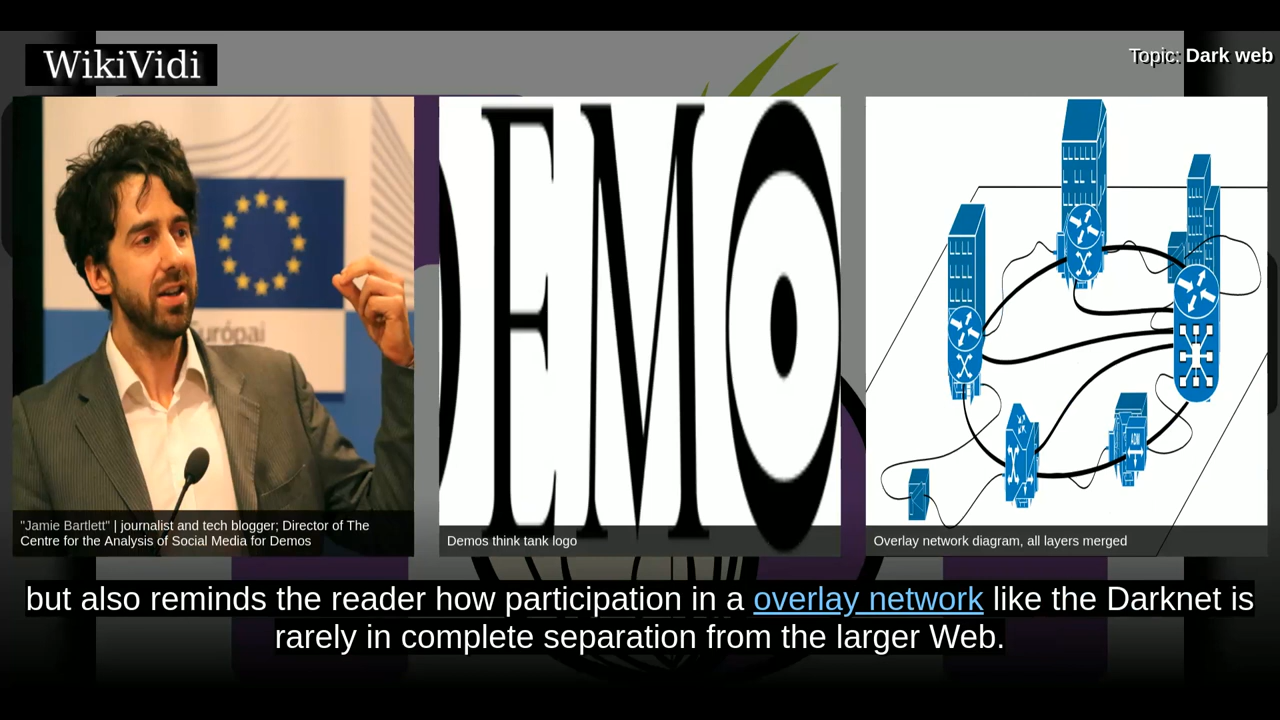 WikiVidi
Topic: Dark web
Európai
"Jamie Bartlett" | journalist and tech blogger; Director of The
Centre for the Analysis of Social Media for Demos
EMO
Demos think tank logo
ADM
Overlay network diagram, all layers merged
but also reminds the reader how participation in a overlay network like the Darknet is
rarely in complete separation from the larger Web.